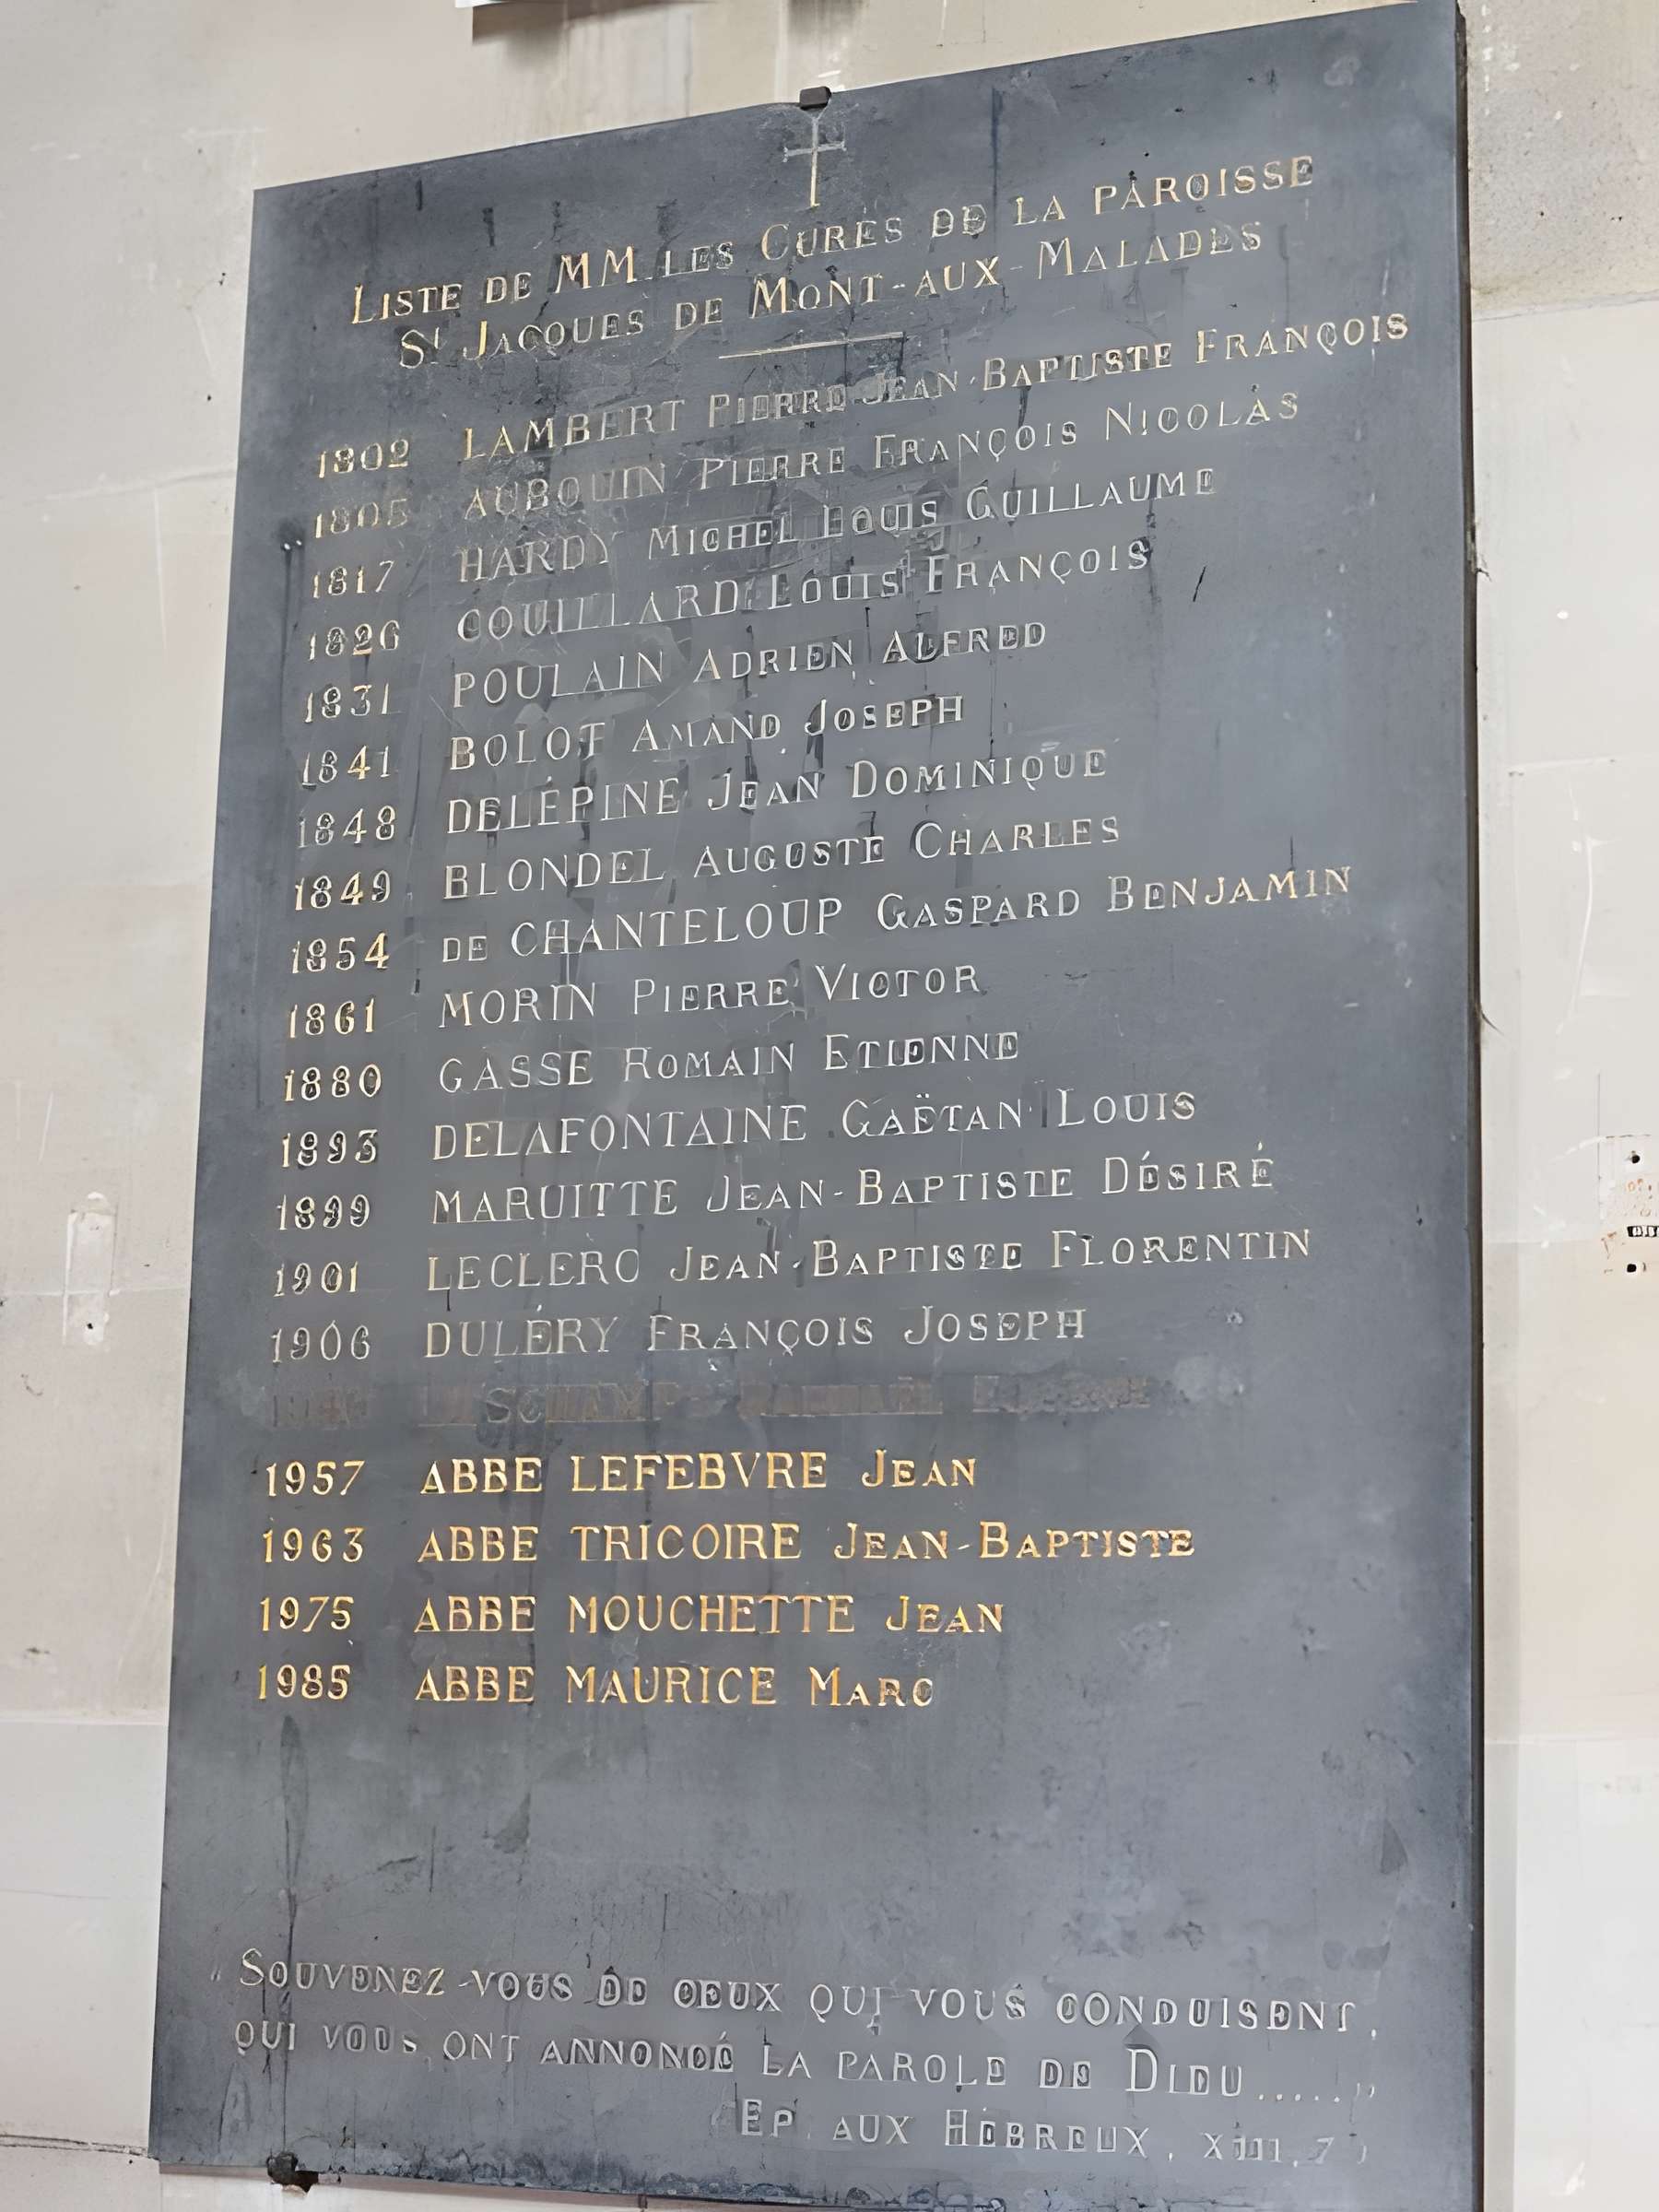 LISTE DE MM. LES CURÉS DE LA PAROISSE
St JACQUES DE MONT-AUX-MALADES
1802 LAMBERT PIERRE JEAN-BAPTISTE FRANÇOIS
1805 AUBOUIN PIERRE FRANÇOIS NICOLAS
1817 HARDY MICHEL LOUIS GUILLAUME
1826 COUILLARD LOUIS FRANÇOIS
1831 POULAIN ADRIEN ALFRED
1841 BOLOT AMAND JOSEPH
1848 DELÉPINE JEAN DOMINIQUE
1849 BLONDEL AUGUSTE CHARLES
1854 DE CHANTELOUP GASPARD BENJAMIN
1861 MORIN PIERRE VICTOR
1880 GASSE ROMAIN ETIENNE
1893 DELAFONTAINE GAËTAN LOUIS
1899 MARUITTE JEAN-BAPTISTE DÉSIRÉ
1901 LECLERC JEAN-BAPTISTE FLORENTIN
1906 DULÉRY FRANÇOIS JOSEPH
DESCHAMPS RAPHAËL
1957 ABBE LEFEBVRE JEAN
1963 ABBE TRICOIRE JEAN-BAPTISTE
1975 ABBE MOUCHETTE JEAN
1985 ABBE MAURICE MARC
"SOUVENEZ-VOUS DE CEUX QUI VOUS CONDUISENT,
QUI VOUS ONT ANNONCÉ LA PAROLE DE DIEU....."
(EP. AUX HÉBREUX, XIII, 7)